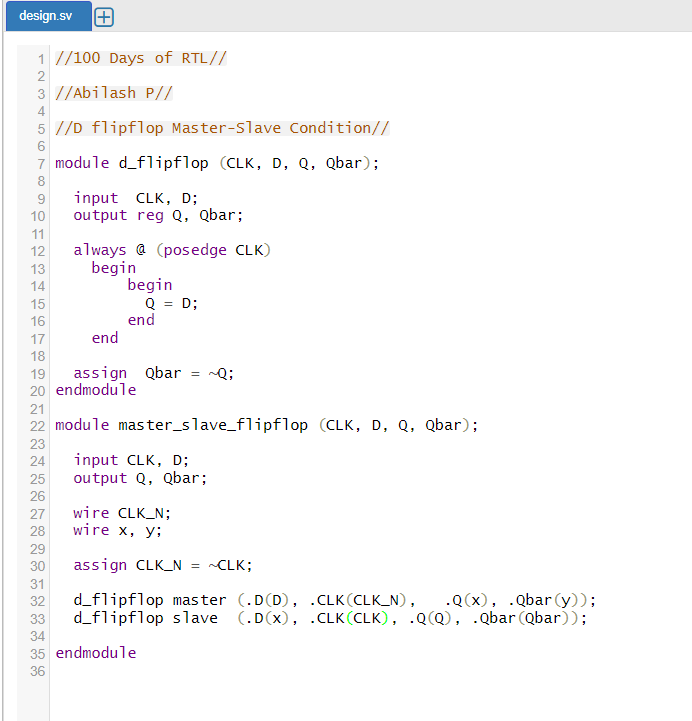 design.sv
1 //100 Days of RTL//
2
3 //Abilash P//
4
5 //D flipflop Master-Slave Condition//
6
7 module d_flipflop (CLK, D, Q, Qbar);
8
9   input  CLK, D;
10   output reg Q, Qbar;
11
12   always @ (posedge CLK)
13     begin
14         begin
15           Q = D;
16         end
17     end
18
19   assign  Qbar = ~Q;
20 endmodule
21
22 module master_slave_flipflop (CLK, D, Q, Qbar);
23
24   input CLK, D;
25   output Q, Qbar;
26
27   wire CLK_N;
28   wire x, y;
29
30   assign CLK_N = ~CLK;
31
32   d_flipflop master (.D(D), .CLK(CLK_N),   .Q(x), .Qbar(y));
33   d_flipflop slave  (.D(x), .CLK(CLK), .Q(Q), .Qbar(Qbar));
34
35 endmodule
36